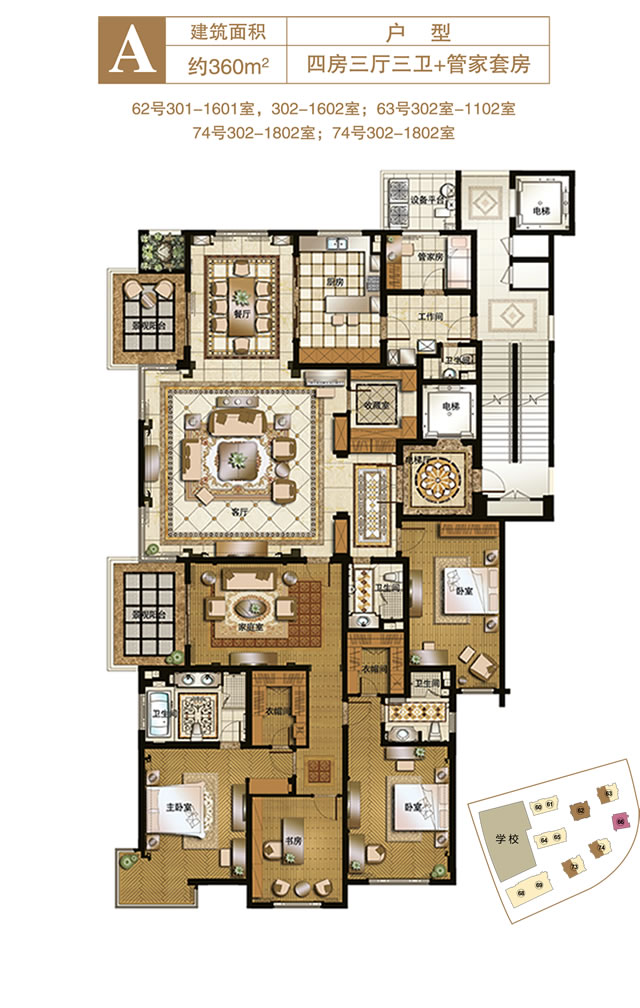 A
建筑面积
户 型
约360m²
四房三厅三卫+管家套房
62号301-1601室，302-1602室；63号302室-1102室
74号302-1802室；74号302-1802室
设备平台
电梯
管家房
厨房
餐厅
景观阳台
工作间
卫生间
收藏室
电梯
电梯厅
客厅
卫生间
卧室
景观阳台
家庭室
衣帽间
卫生间
卫生间
衣帽间
主卧室
书房
卧室
学校
60 61
62
63
66
64 65
74
73
68 69